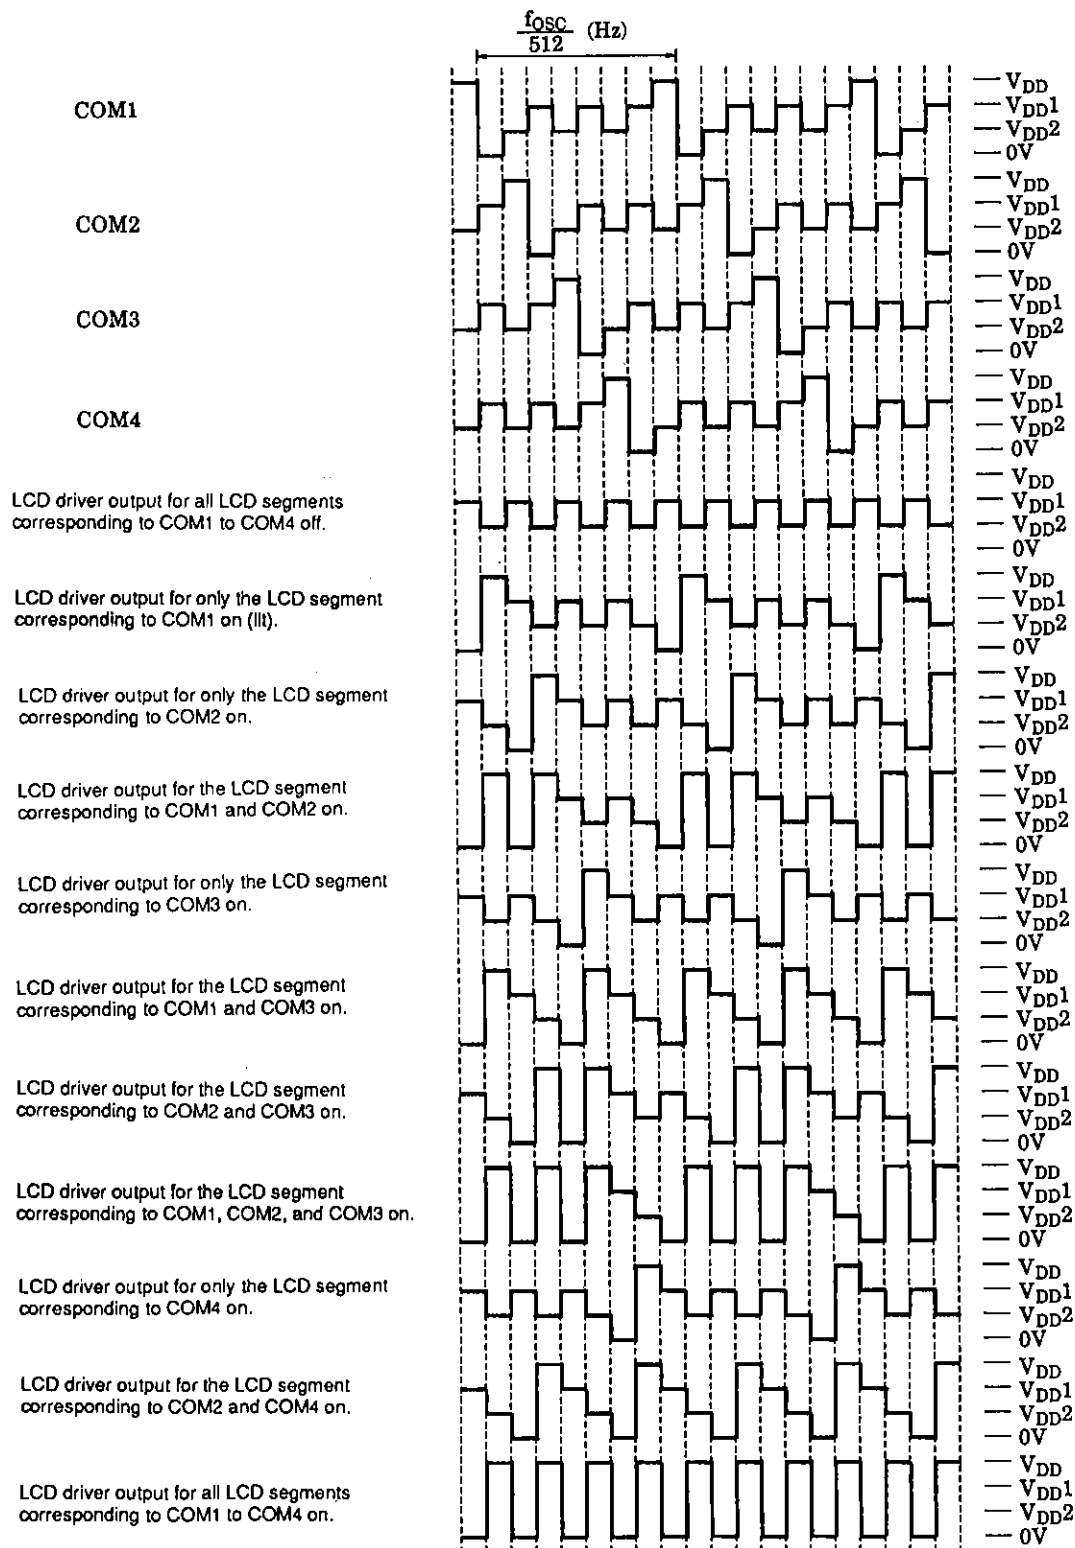 fOSC
512 (Hz)
COM1
VDD
VDD1
VDD2
0V
COM2
VDD
VDD1
VDD2
0V
COM3
VDD
VDD1
VDD2
0V
COM4
VDD
VDD1
VDD2
0V
LCD driver output for all LCD segments
corresponding to COM1 to COM4 off.
VDD
VDD1
VDD2
0V
LCD driver output for only the LCD segment
corresponding to COM1 on (lit).
VDD
VDD1
VDD2
0V
LCD driver output for only the LCD segment
corresponding to COM2 on.
VDD
VDD1
VDD2
0V
LCD driver output for the LCD segment
corresponding to COM1 and COM2 on.
VDD
VDD1
VDD2
0V
LCD driver output for only the LCD segment
corresponding to COM3 on.
VDD
VDD1
VDD2
0V
LCD driver output for the LCD segment
corresponding to COM1 and COM3 on.
VDD
VDD1
VDD2
0V
LCD driver output for the LCD segment
corresponding to COM2 and COM3 on.
VDD
VDD1
VDD2
0V
LCD driver output for the LCD segment
corresponding to COM1, COM2, and COM3 on.
VDD
VDD1
VDD2
0V
LCD driver output for only the LCD segment
corresponding to COM4 on.
VDD
VDD1
VDD2
0V
LCD driver output for the LCD segment
corresponding to COM2 and COM4 on.
VDD
VDD1
VDD2
0V
LCD driver output for all LCD segments
corresponding to COM1 to COM4 on.
VDD
VDD1
VDD2
0V